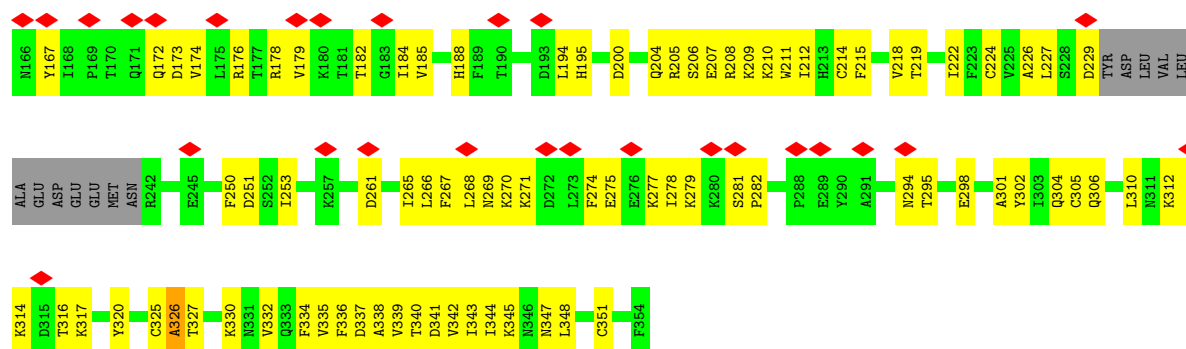 N166 Y167 I168 P169 T170 Q171 Q172 D173 V174 L175 R176 T177 R178 V179 K180 T181 T182 G183 I184 V185 H188 F189 T190 D193 L194 H195 D200 Q204 R205 S206 E207 R208 K209 K210 W211 I212 H213 C214 F215 V218 T219 I222 F223 C224 V225 A226 L227 S228 D229 TYR ASP LEU VAL LEU
ALA GLU ASP GLU GLU MET ASN R242 E245 F250 D251 S252 I253 K257 D261 I265 L266 F267 L268 N269 K270 K271 D272 L273 F274 E275 E276 K277 I278 K279 K280 S281 P282 P288 E289 Y290 A291 N294 T295 E298 A301 Y302 I303 Q304 C305 Q306 L310 N311 K312
K314 D315 T316 K317 Y320 C325 A326 T327 K330 N331 V332 Q333 F334 V335 F336 D337 A338 V339 T340 D341 V342 I343 I344 K345 N346 N347 L348 C351 F354